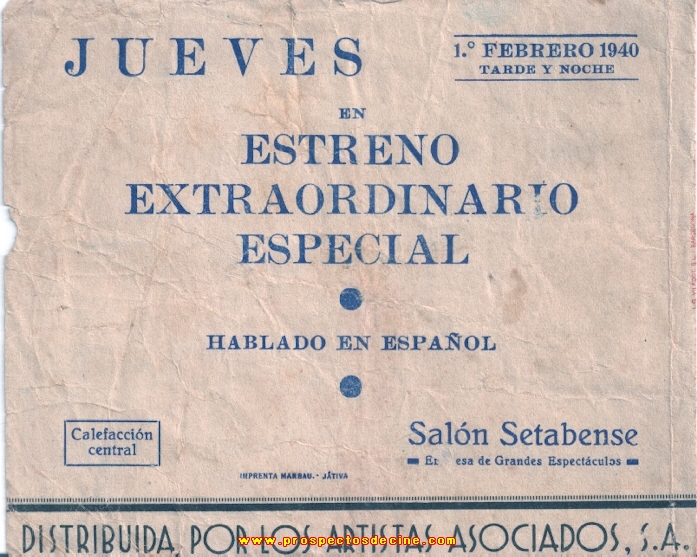 JUEVES
1.º FEBRERO 1940
TARDE Y NOCHE
EN
ESTRENO
EXTRAORDINARIO
ESPECIAL
HABLADO EN ESPAÑOL
Calefacción
central
Salón Setabense
de Grandes Espectáculos
IMPRENTA MARBAU.- JÁTIVA
DISTRIBUIDA, POR LOS ARTISTAS ASOCIADOS, S.A.
www.prospectosdecine.com